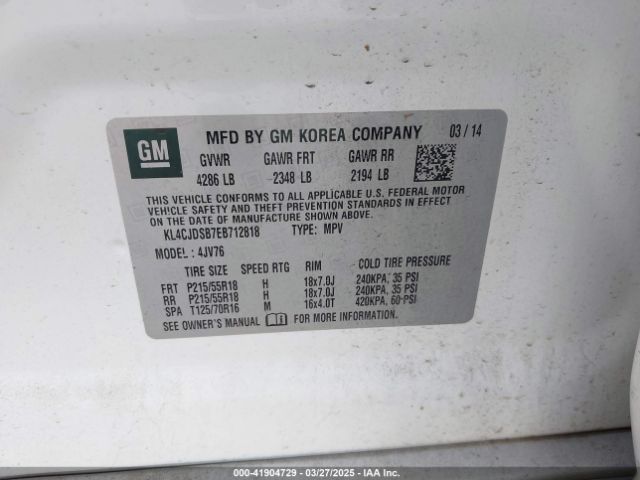 GM MFD BY GM KOREA COMPANY 03/14
GVWR GAWR FRT GAWR RR
4286 LB 2348 LB 2194 LB
THIS VEHICLE CONFORMS TO ALL APPLICABLE U.S. FEDERAL MOTOR
VEHICLE SAFETY AND THEFT PREVENTION STANDARDS IN EFFECT
ON THE DATE OF MANUFACTURE SHOWN ABOVE.
KL4CJDSB7EB712818 TYPE: MPV
MODEL: 4JV76
TIRE SIZE SPEED RTG RIM COLD TIRE PRESSURE
FRT P215/55R18 H 18x7.0J 240KPA, 35 PSI
RR P215/55R18 H 18x7.0J 240KPA, 35 PSI
SPA T125/70R16 M 16x4.0T 420KPA, 60 PSI
SEE OWNER'S MANUAL FOR MORE INFORMATION.
000-41904729 - 03/27/2025 - IAA Inc.